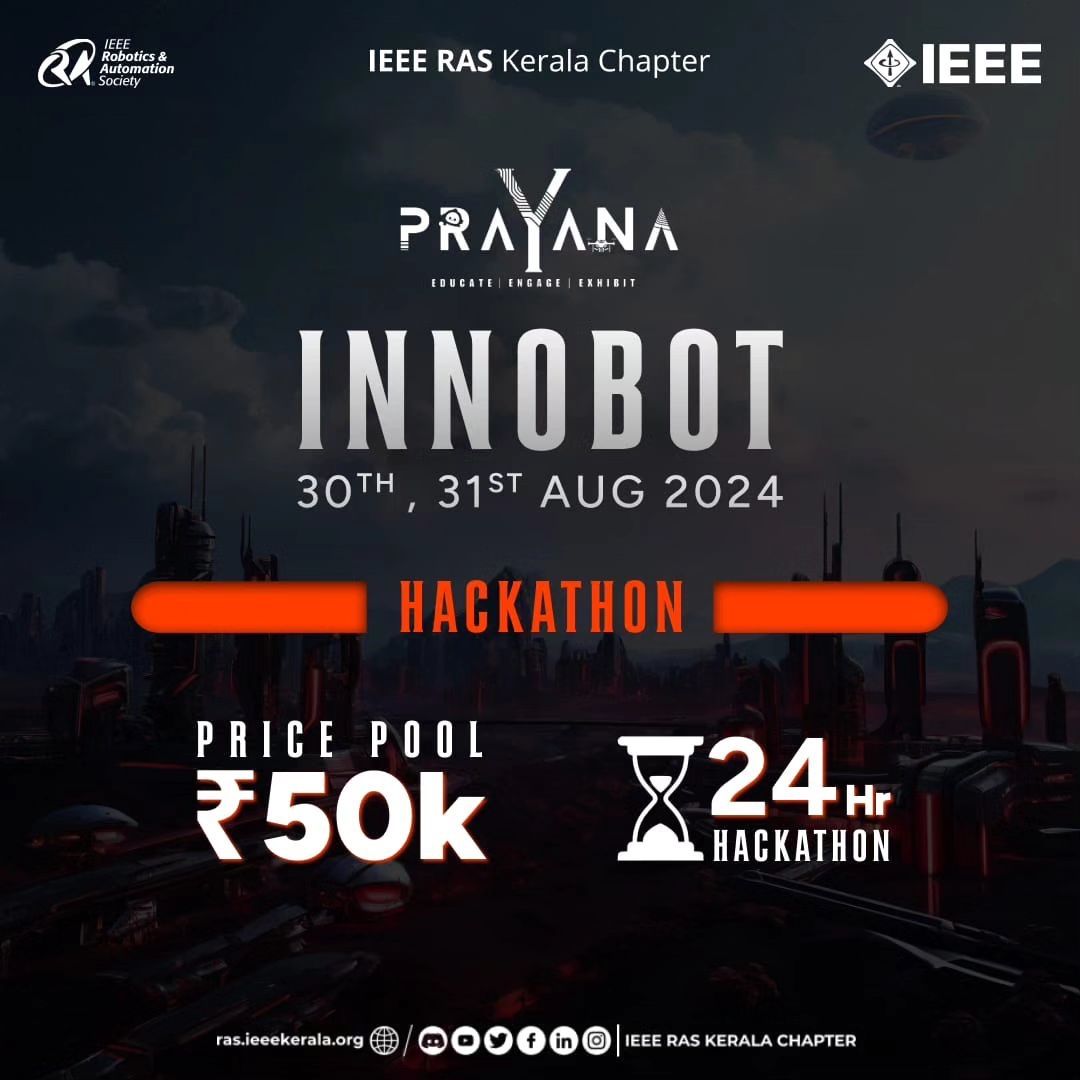 IEEE
Robotics &
Automation
Society
IEEE RAS Kerala Chapter
IEEE
PRAYANA
EDUCATE | ENGAGE | EXHIBIT
INNOBOT
30TH , 31ST AUG 2024
HACKATHON
PRICE POOL
₹50k
24 Hr
HACKATHON
ras.ieeekerala.org / | IEEE RAS KERALA CHAPTER